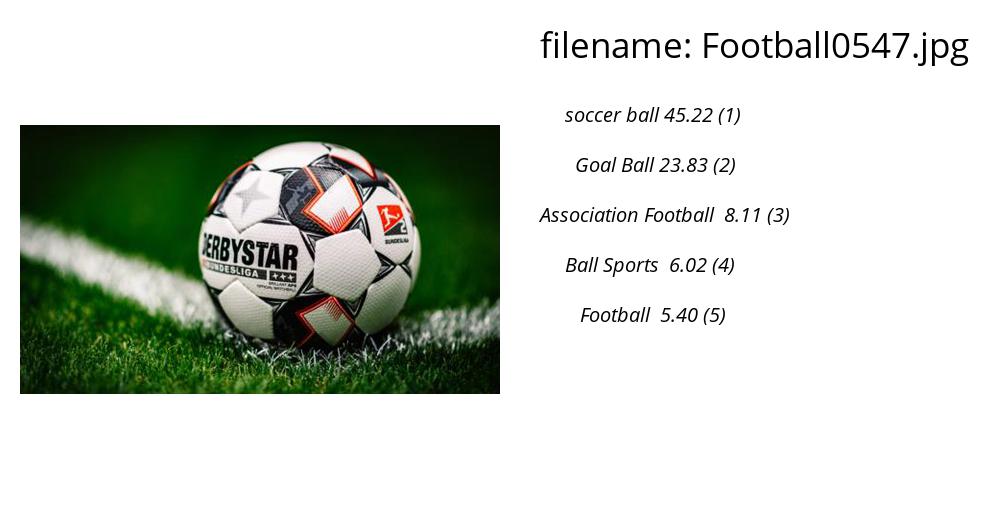 filename: Football0547.jpg
soccer ball 45.22 (1)
Goal Ball 23.83 (2)
Association Football 8.11 (3)
Ball Sports 6.02 (4)
Football 5.40 (5)
DERBYSTAR
BUNDESLIGA
BRILLANT APS
OFFICIAL MATCHBALL
2
BUNDESLIGA